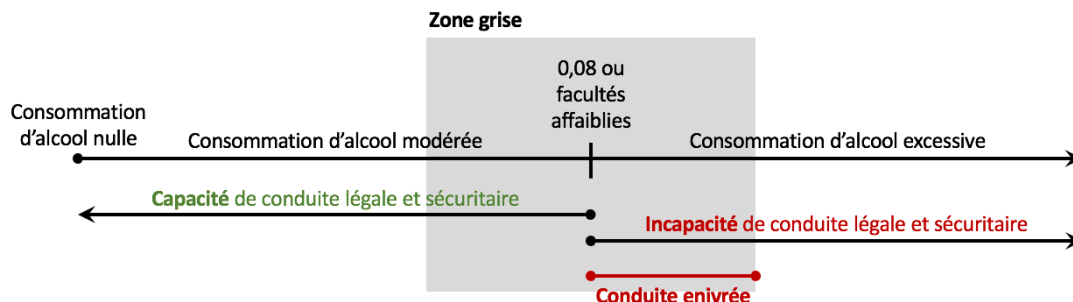 Zone grise
0,08 ou
facultés
affaiblies
Consommation
d'alcool nulle
Consommation d'alcool modérée
Consommation d'alcool excessive
Capacité de conduite légale et sécuritaire
Incapacité de conduite légale et sécuritaire
Conduite enivrée